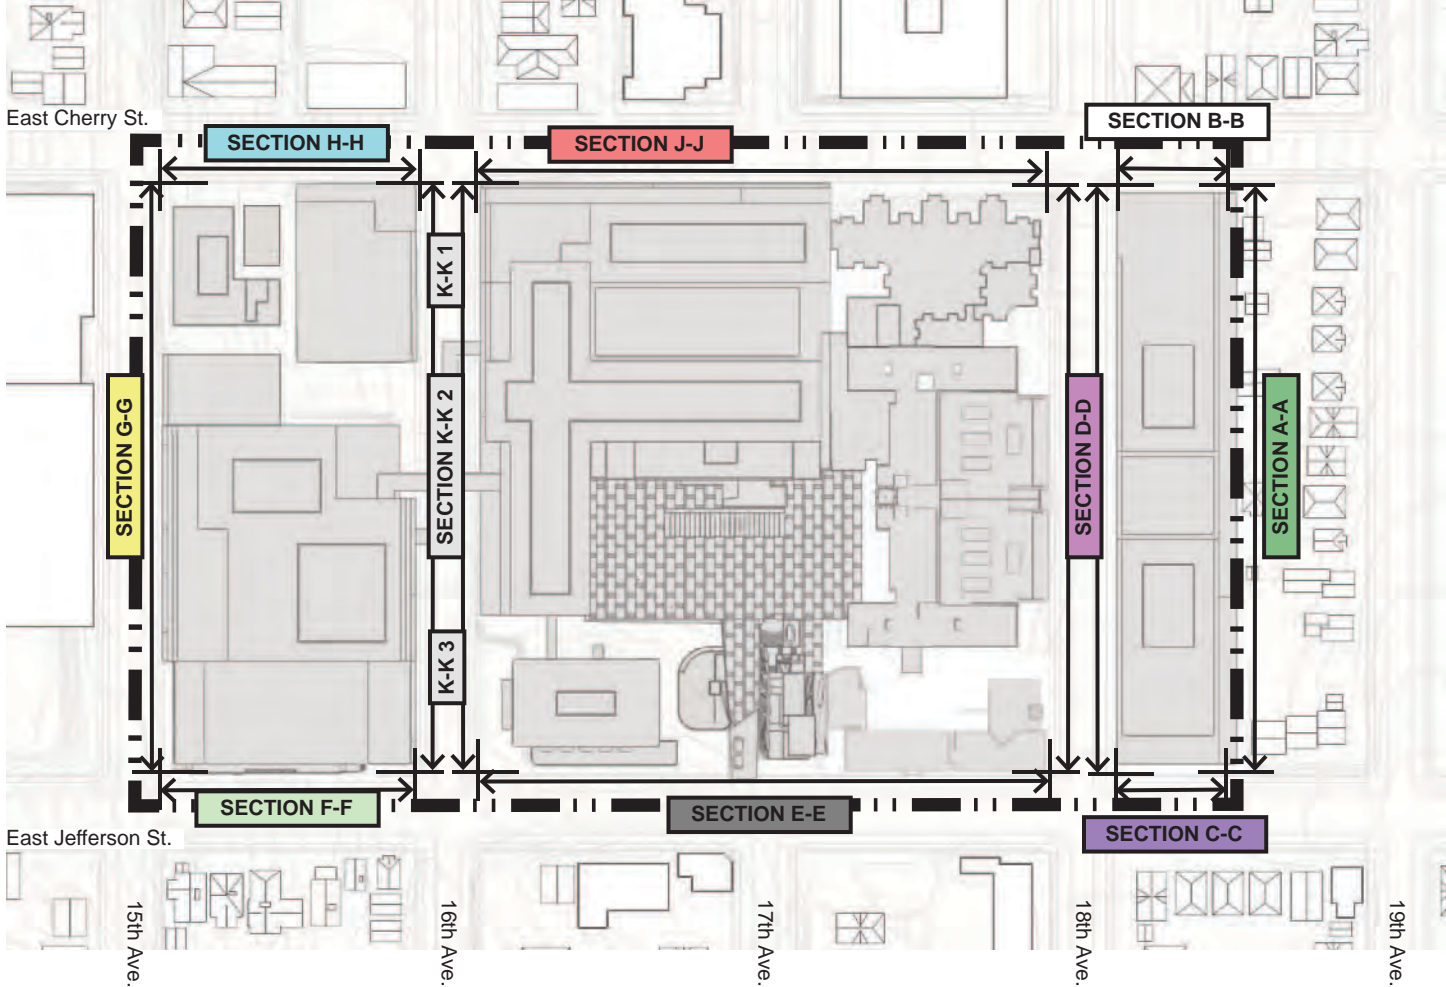 East Cherry St.
SECTION B-B
SECTION H-H
SECTION J-J
K-K 1
SECTION G-G
SECTION K-K 2
SECTION D-D
SECTION A-A
K-K 3
SECTION F-F
SECTION E-E
SECTION C-C
East Jefferson St.
15th Ave.
16th Ave.
17th Ave.
18th Ave.
19th Ave.